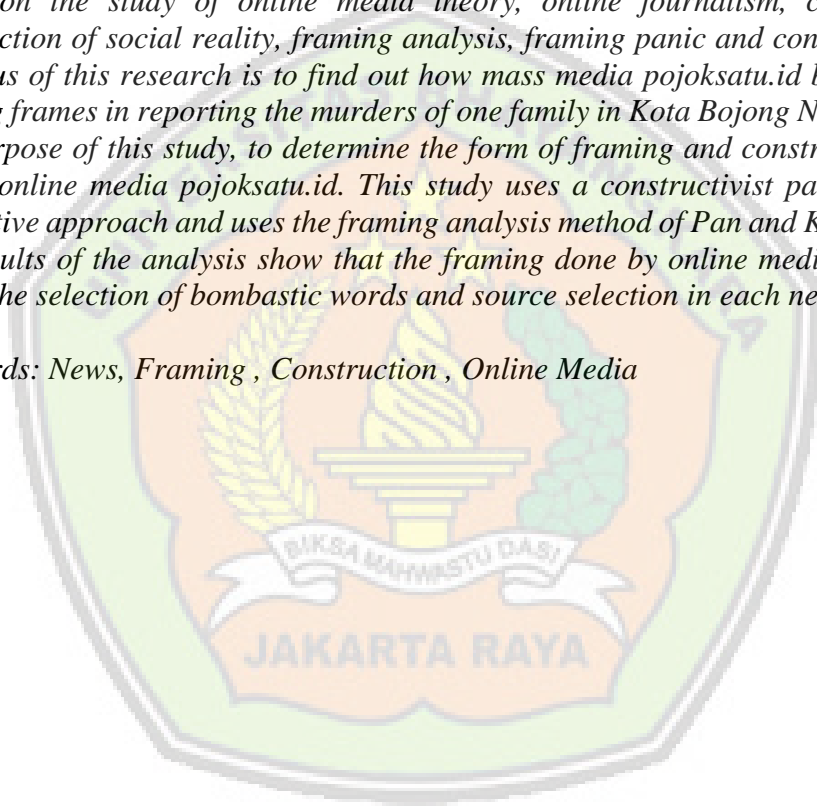 on the study of online media theory, online journalism, c
ction of social reality, framing analysis, framing panic and con
us of this research is to find out how mass media pojoksatu.id b
g frames in reporting the murders of one family in Kota Bojong N
rpose of this study, to determine the form of framing and constr
online media pojoksatu.id. This study uses a constructivist pa
tive approach and uses the framing analysis method of Pan and K
ults of the analysis show that the framing done by online medi
he selection of bombastic words and source selection in each ne
rds: News, Framing , Construction , Online Media
UNIVERSITAS BHAYANGKARA
BIKSA MAHWASTU DASI
JAKARTA RAYA